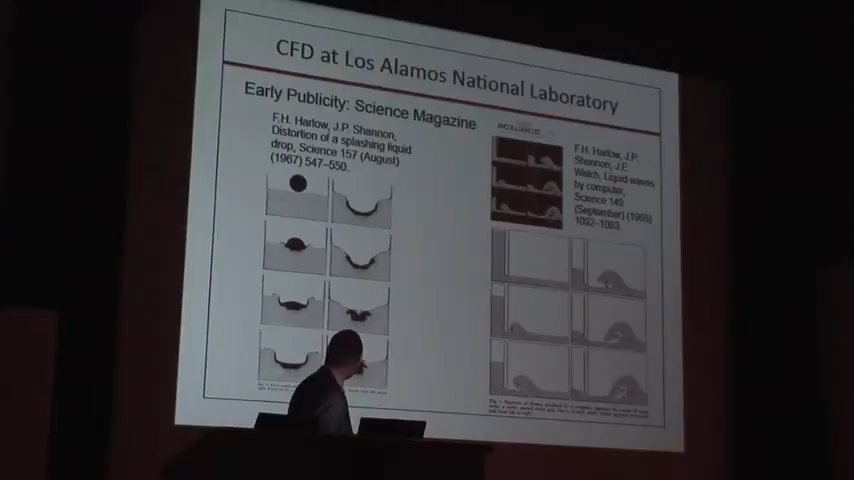 CFD at Los Alamos National Laboratory
Early Publicity: Science Magazine
F.H. Harlow, J.P. Shannon,
Distortion of a splashing liquid
drop, Science 157 (August)
(1967) 547–550.
SCIENCE
F.H. Harlow, J.P.
Shannon, J.E.
Welch, Liquid waves
by computer,
Science 149
(September) (1965)
1092–1093.